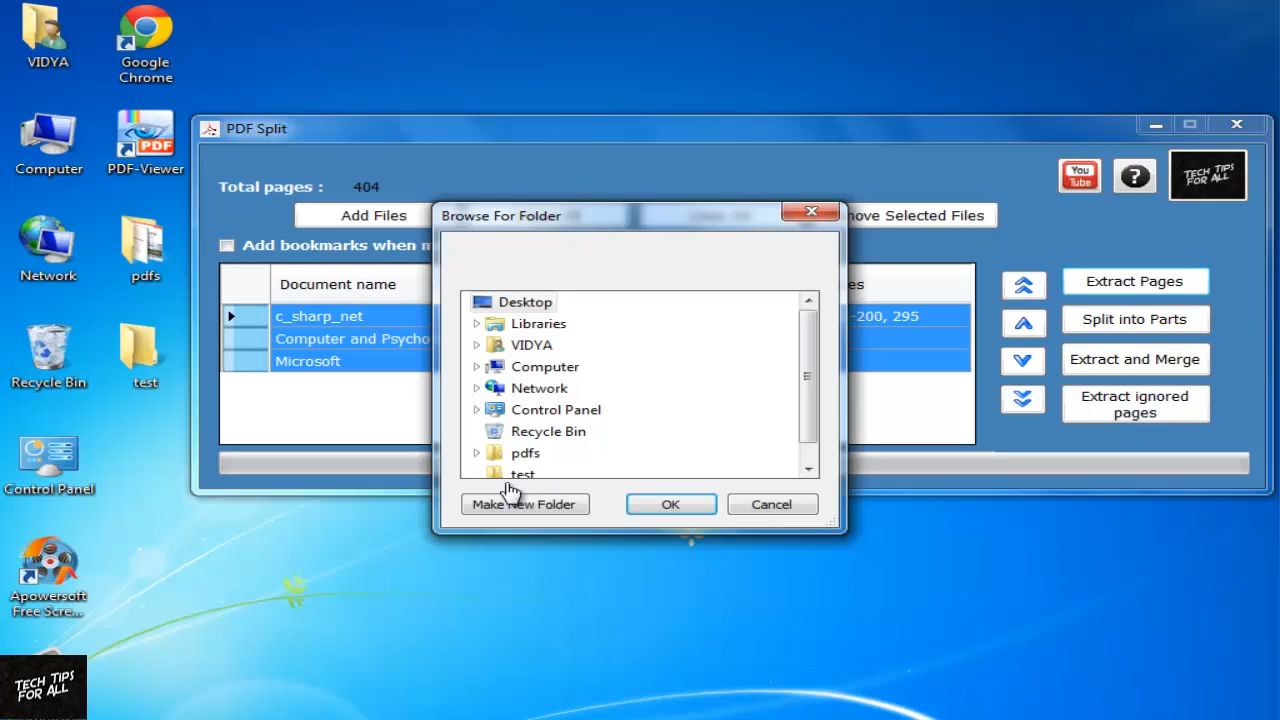 VIDYA
Google
Chrome
Computer
PDF
PDF-Viewer
Network
pdfs
Recycle Bin
test
Control Panel
Apowersoft
Free Scre...
TECH TIPS
FOR ALL
PDF Split
Total pages : 404
You
Tube
?
TECH TIPS
FOR ALL
Add Files
move Selected Files
Add bookmarks when m
Document name
es
c_sharp_net
-200, 295
Computer and Psycho
Microsoft
Extract Pages
Split into Parts
Extract and Merge
Extract ignored
pages
Browse For Folder
Desktop
Libraries
VIDYA
Computer
Network
Control Panel
Recycle Bin
pdfs
test
Make New Folder
OK
Cancel